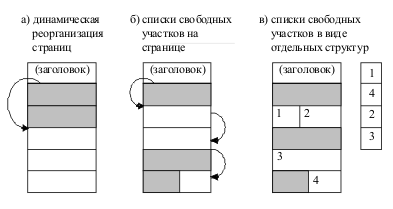 а) динамическая
реорганизация
страниц
б) списки свободных
участков на
странице
в) списки свободных
участков в виде
отдельных структур
(заголовок)
(заголовок)
(заголовок)
1 2
3
4
1
4
2
3